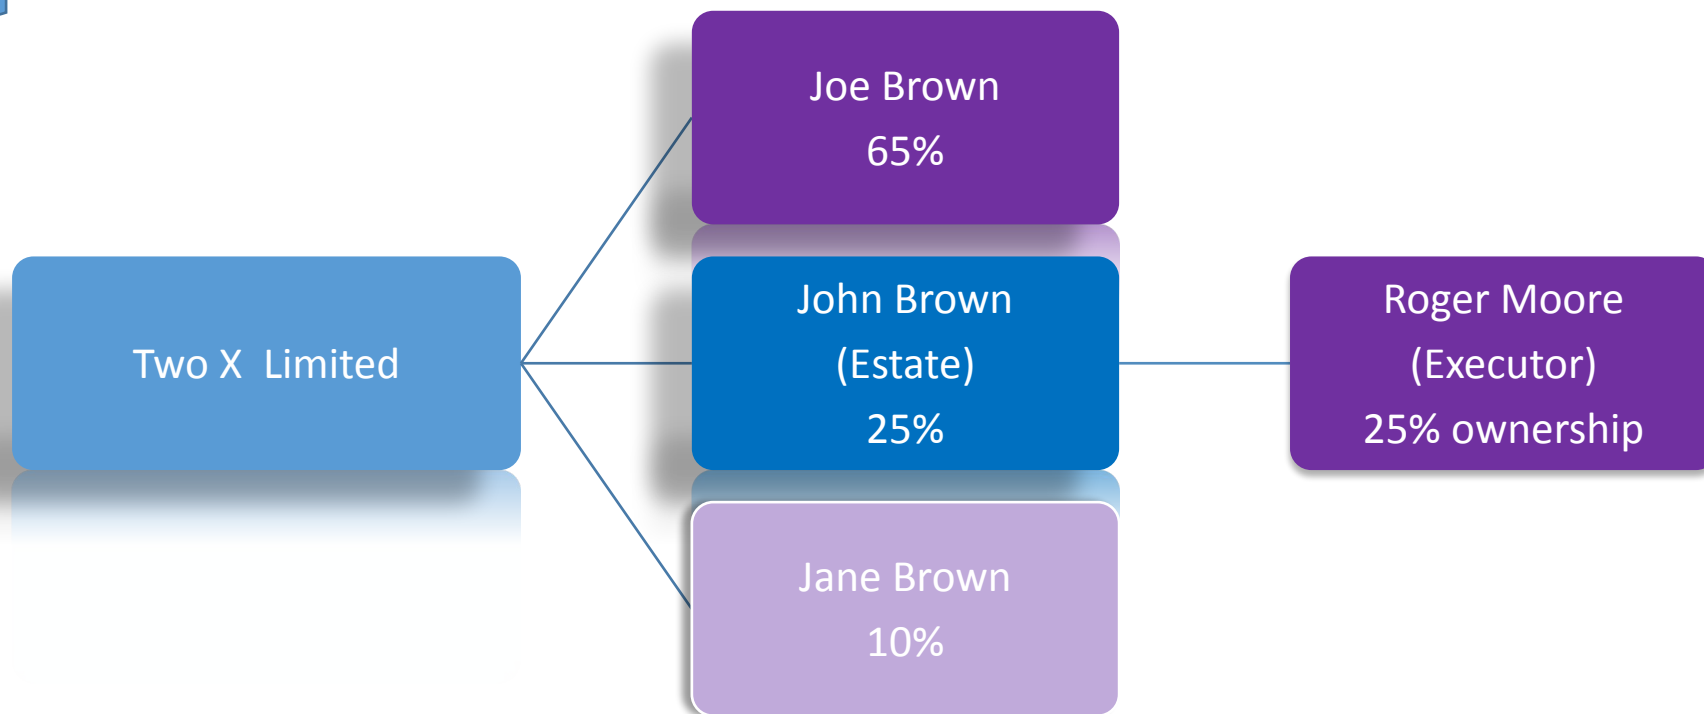 Joe Brown
65%
Two X  Limited
John Brown
(Estate)
25%
Roger Moore
(Executor)
25% ownership
Jane Brown
10%